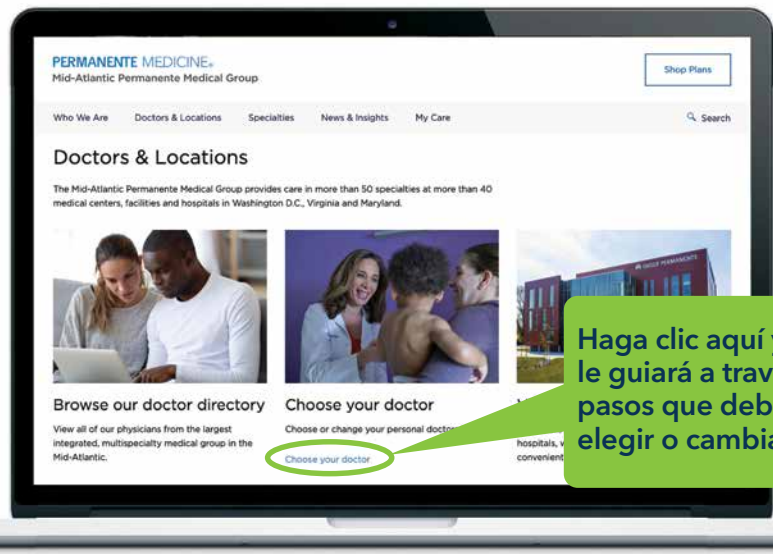 PERMANENTE MEDICINE®
Mid-Atlantic Permanente Medical Group
Shop Plans
Who We Are Doctors & Locations Specialties News & Insights My Care Search
Doctors & Locations
The Mid-Atlantic Permanente Medical Group provides care in more than 50 specialties at more than 40
medical centers, facilities and hospitals in Washington D.C., Virginia and Maryland.
KAISER PERMANENTE
Browse our doctor directory
View all of our physicians from the largest
integrated, multispecialty medical group in the
Mid-Atlantic.
Choose your doctor
Choose or change your personal doctor
Choose your doctor
hospitals,
convenient
Haga clic aquí
le guiará a
pasos que
elegir o